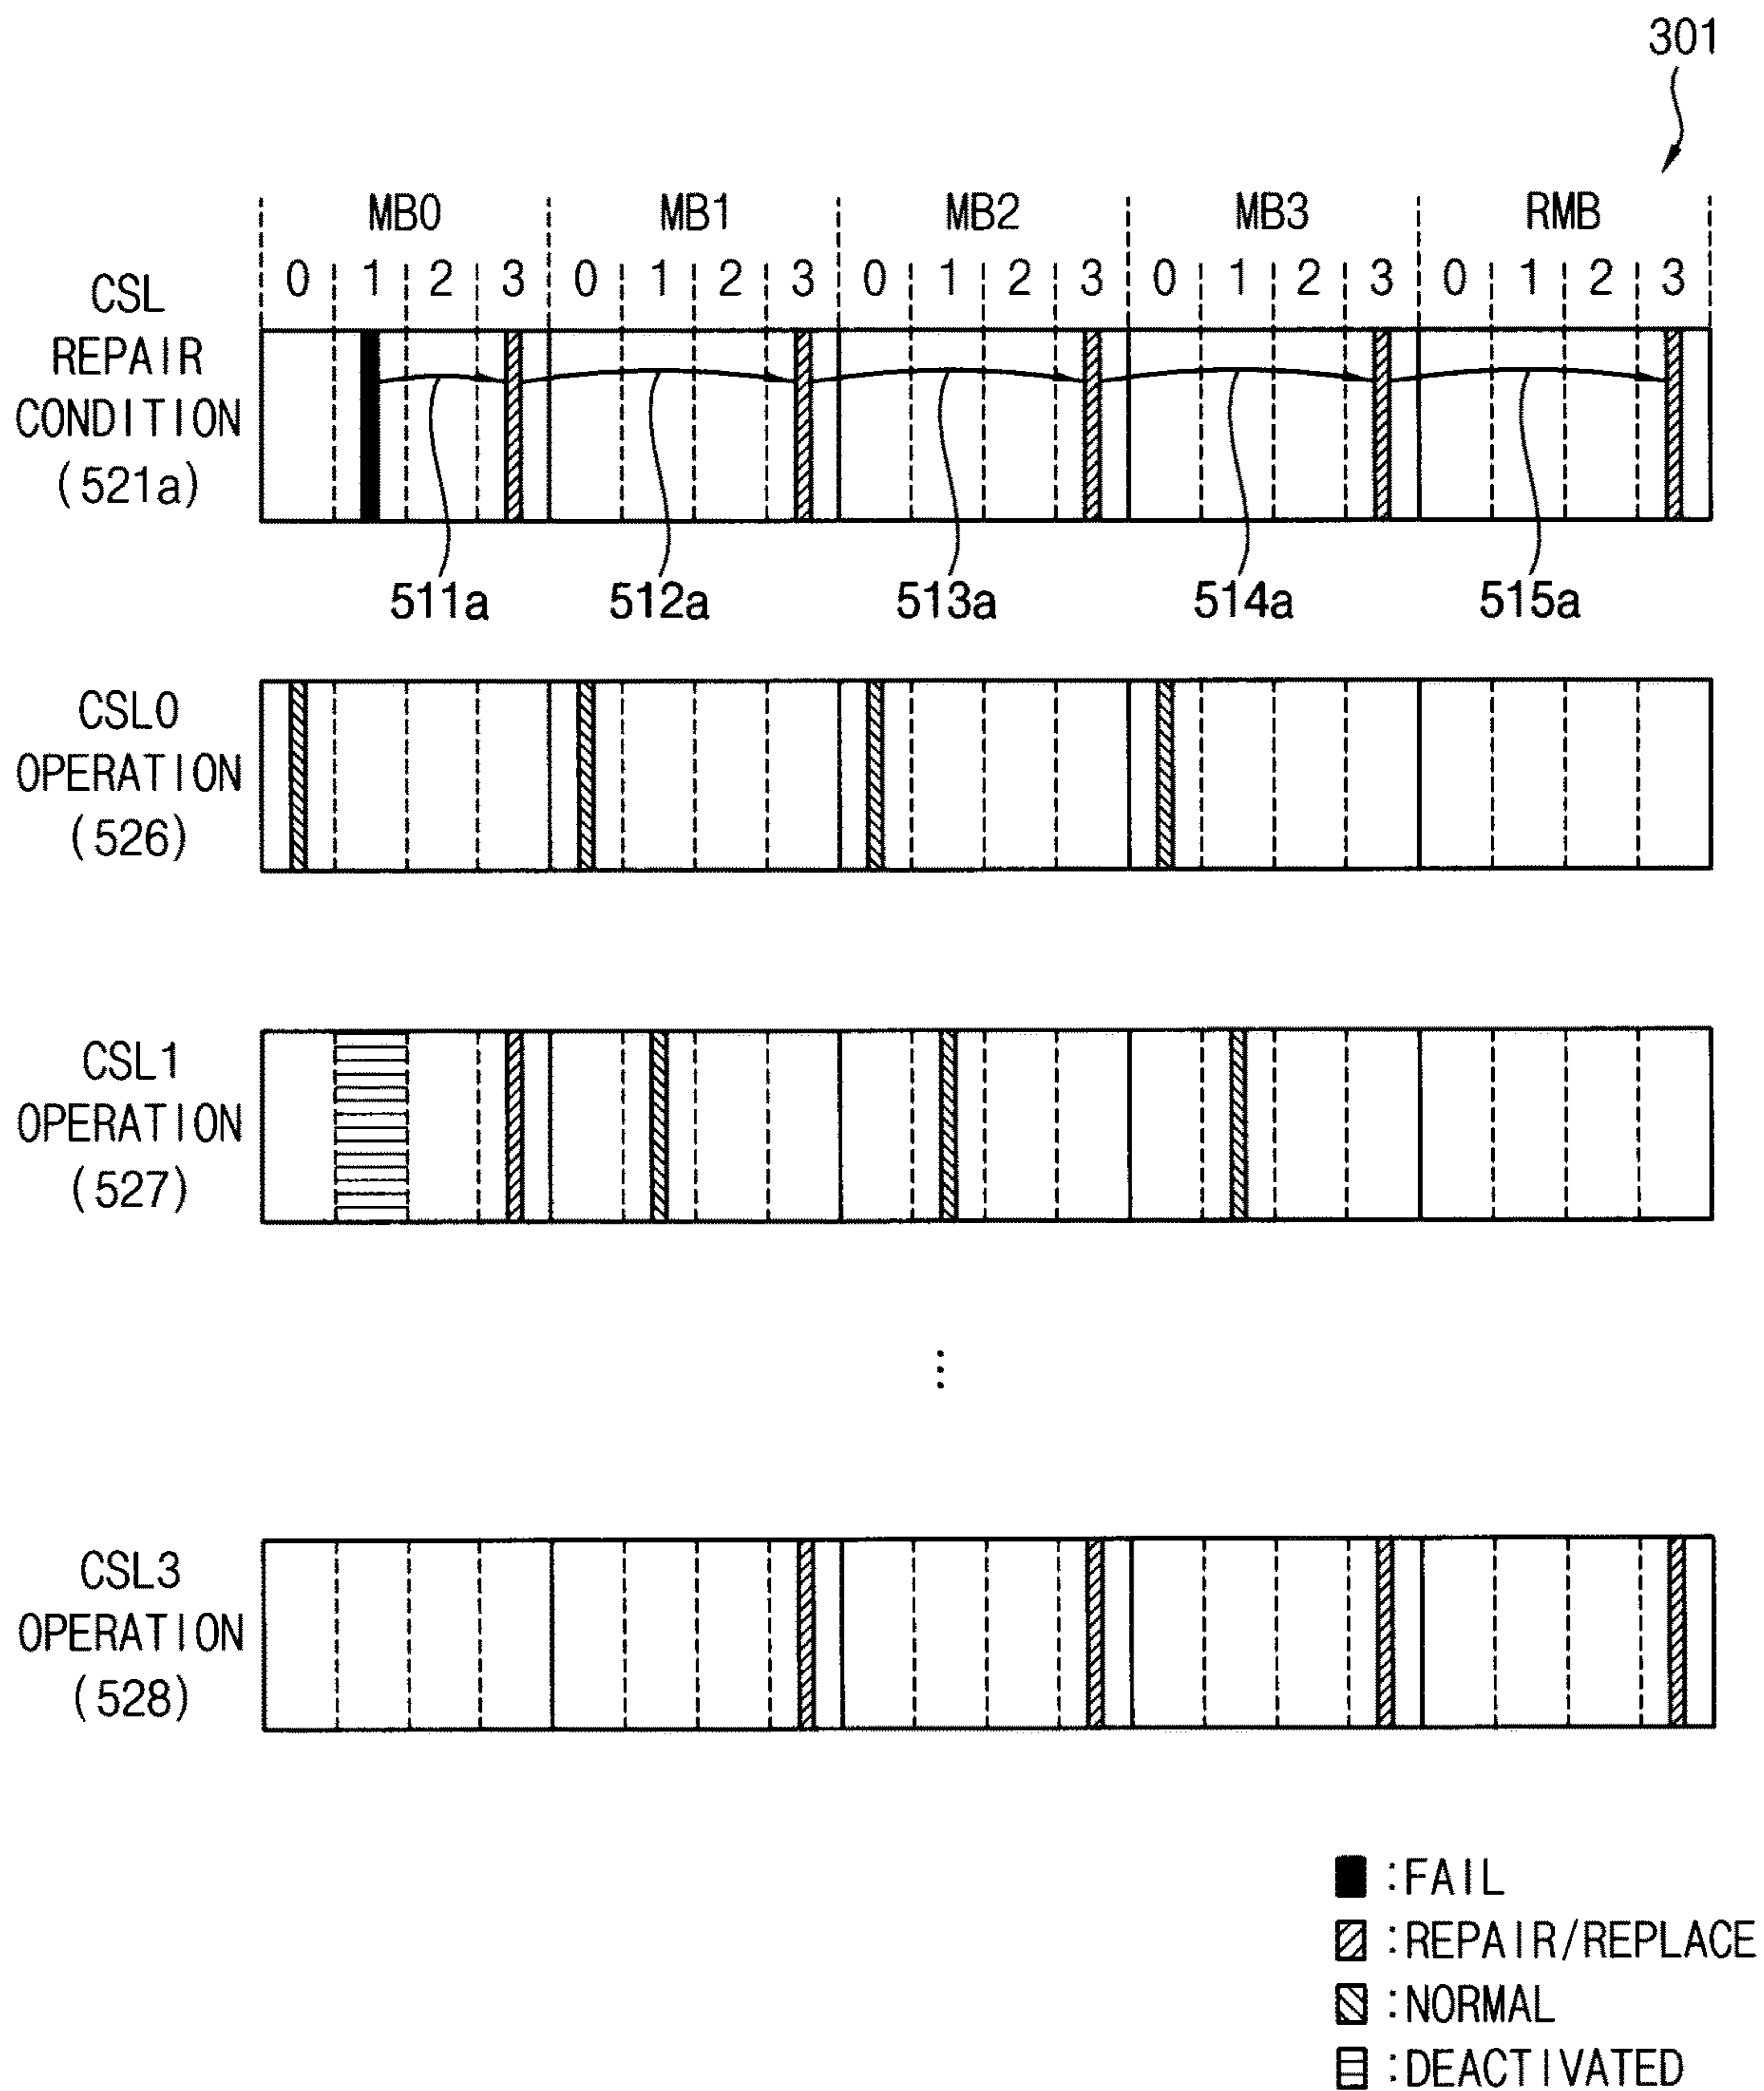 301
MB0 MB1 MB2 MB3 RMB
0 1 2 3 0 1 2 3 0 1 2 3 0 1 2 3 0 1 2 3
CSL
REPAIR
CONDITION
(521a)
511a 512a 513a 514a 515a
CSL0
OPERATION
(526)
CSL1
OPERATION
(527)
⋮
CSL3
OPERATION
(528)
:FAIL
:REPAIR/REPLACE
:NORMAL
:DEACTIVATED